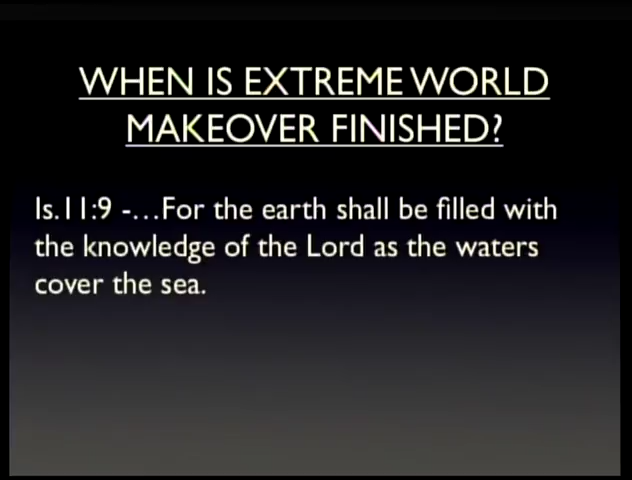 WHEN IS EXTREME WORLD
MAKEOVER FINISHED?
Is.11:9 -...For the earth shall be filled with
the knowledge of the Lord as the waters
cover the sea.